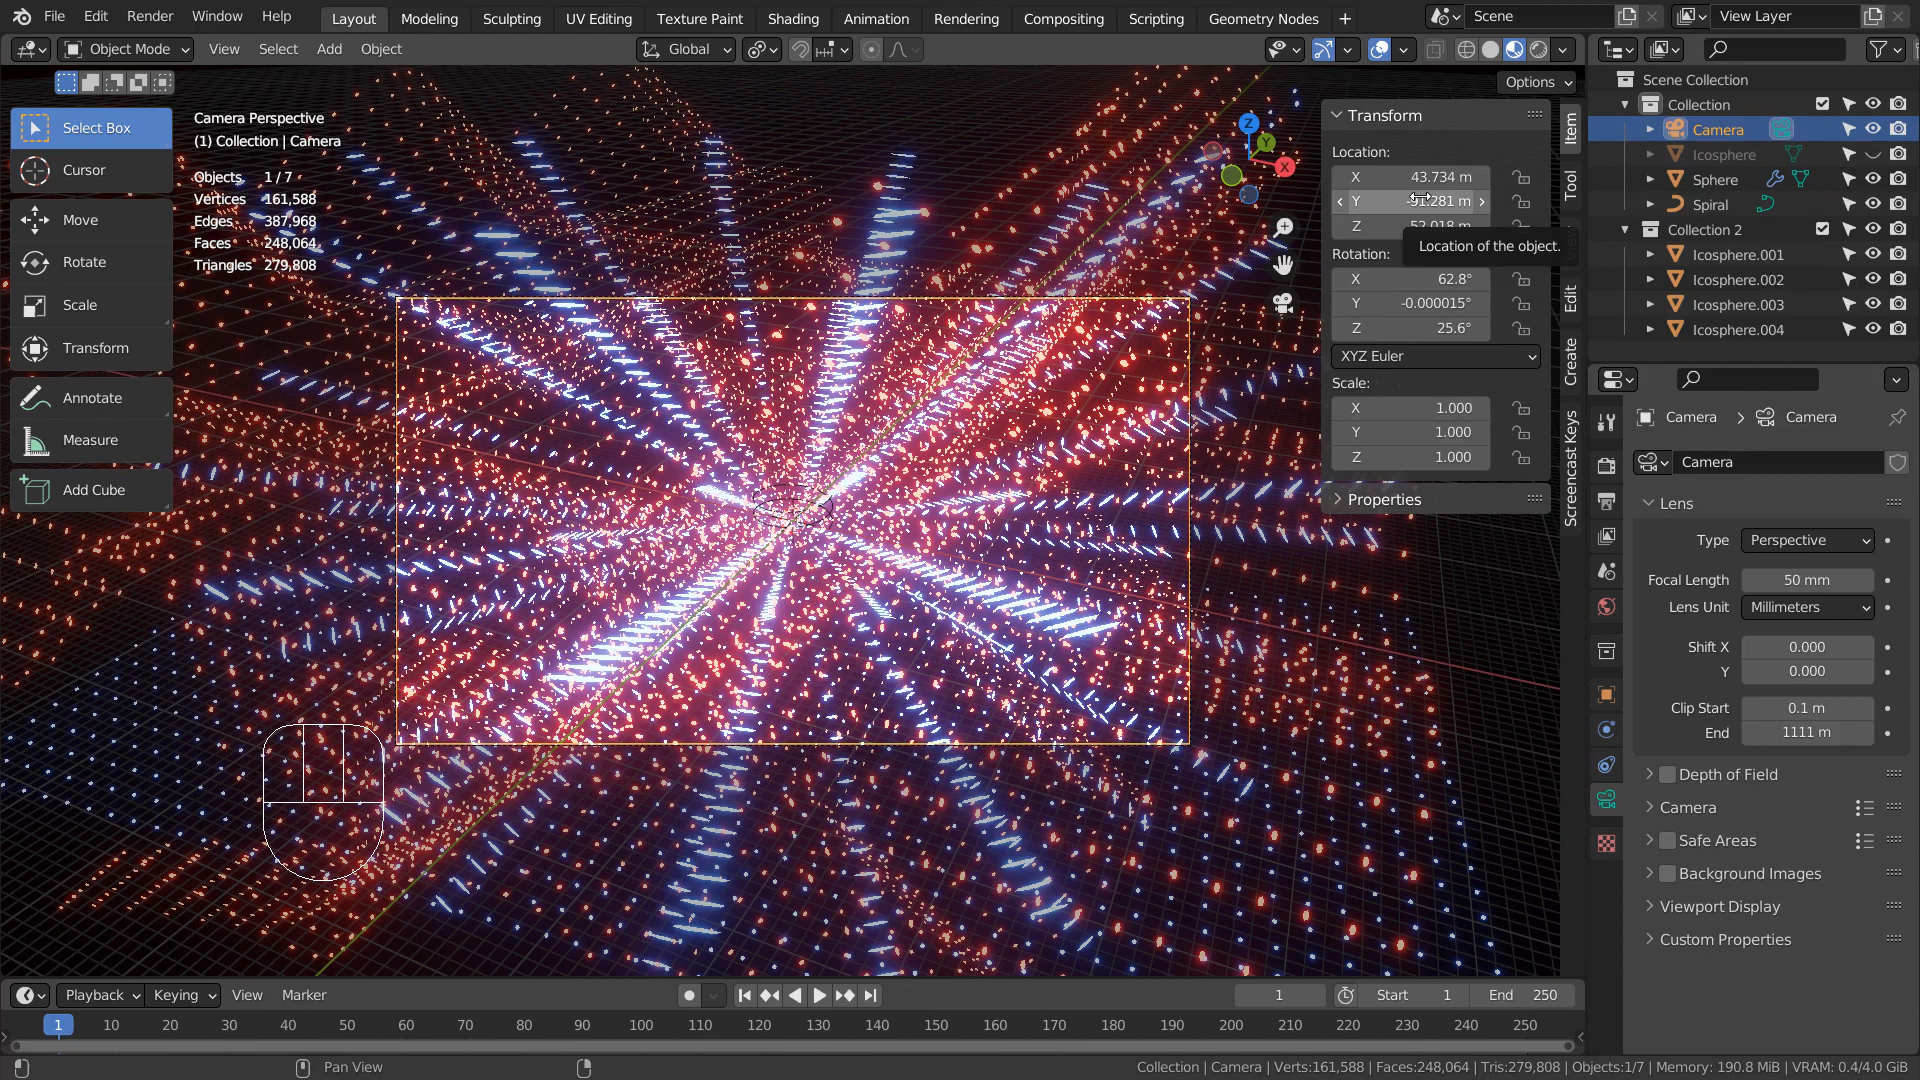 File Edit Render Window Help Layout Modeling Sculpting UV Editing Texture Paint Shading Animation Rendering Compositing Scripting Geometry Nodes + Scene View Layer
Object Mode View Select Add Object Global
Options
Select Box
Cursor
Move
Rotate
Scale
Transform
Annotate
Measure
Add Cube
Camera Perspective
(1) Collection | Camera
Objects 1 / 7
Vertices 161,588
Edges 387,968
Faces 248,064
Triangles 279,808
Z
Y
X
Transform
Location:
X 43.734 m
Y 281 m
Z 52.018 m
Location of the object.
Rotation:
X 62.8°
Y -0.000015°
Z 25.6°
XYZ Euler
Scale:
X 1.000
Y 1.000
Z 1.000
Properties
Item
Tool
Edit
Create
Screencast Keys
Scene Collection
Collection
Camera
Icosphere
Sphere
Spiral
Collection 2
Icosphere.001
Icosphere.002
Icosphere.003
Icosphere.004
Camera > Camera
Camera
Lens
Type Perspective
Focal Length 50 mm
Lens Unit Millimeters
Shift X 0.000
Y 0.000
Clip Start 0.1 m
End 1111 m
Depth of Field
Camera
Safe Areas
Background Images
Viewport Display
Custom Properties
Playback Keying View Marker 1 Start 1 End 250
1 10 20 30 40 50 60 70 80 90 100 110 120 130 140 150 160 170 180 190 200 210 220 230 240 250
Pan View Collection | Camera | Verts:161,588 | Faces:248,064 | Tris:279,808 | Objects:1/7 | Memory: 190.8 MiB | VRAM: 0.4/4.0 GiB